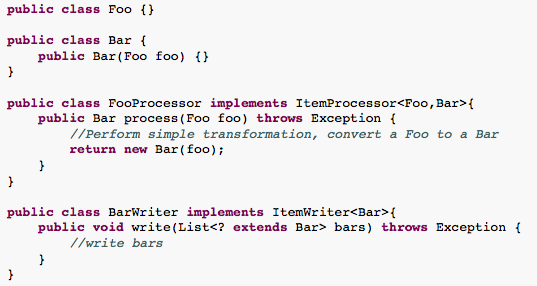 public class Foo {}

public class Bar {
    public Bar(Foo foo) {}
}

public class FooProcessor implements ItemProcessor<Foo,Bar>{
    public Bar process(Foo foo) throws Exception {
        //Perform simple transformation, convert a Foo to a Bar
        return new Bar(foo);
    }
}

public class BarWriter implements ItemWriter<Bar>{
    public void write(List<? extends Bar> bars) throws Exception {
        //write bars
    }
}